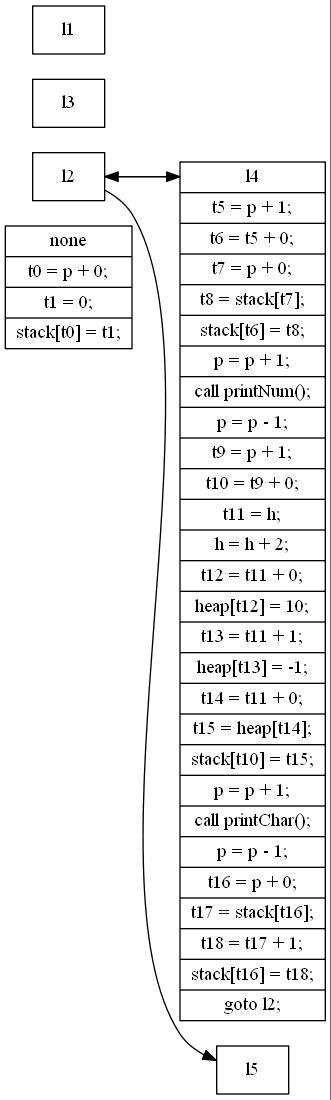 l1
l3
l2
none
t0 = p + 0;
t1 = 0;
stack[t0] = t1;
l4
t5 = p + 1;
t6 = t5 + 0;
t7 = p + 0;
t8 = stack[t7];
stack[t6] = t8;
p = p + 1;
call printNum();
p = p - 1;
t9 = p + 1;
t10 = t9 + 0;
t11 = h;
h = h + 2;
t12 = t11 + 0;
heap[t12] = 10;
t13 = t11 + 1;
heap[t13] = -1;
t14 = t11 + 0;
t15 = heap[t14];
stack[t10] = t15;
p = p + 1;
call printChar();
p = p - 1;
t16 = p + 0;
t17 = stack[t16];
t18 = t17 + 1;
stack[t16] = t18;
goto l2;
l5